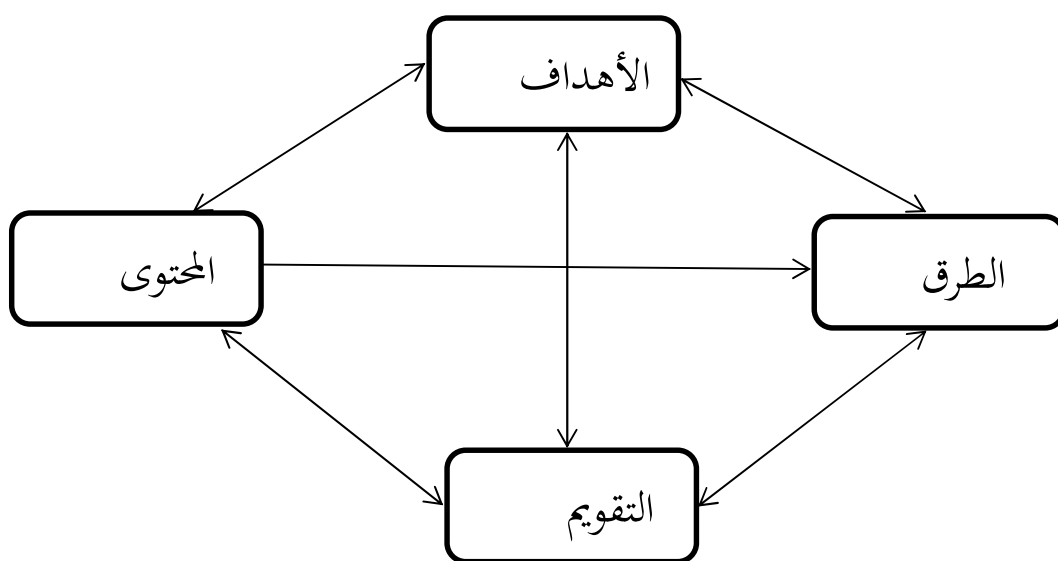 الأهداف
الطرق
المحتوى
التقويم